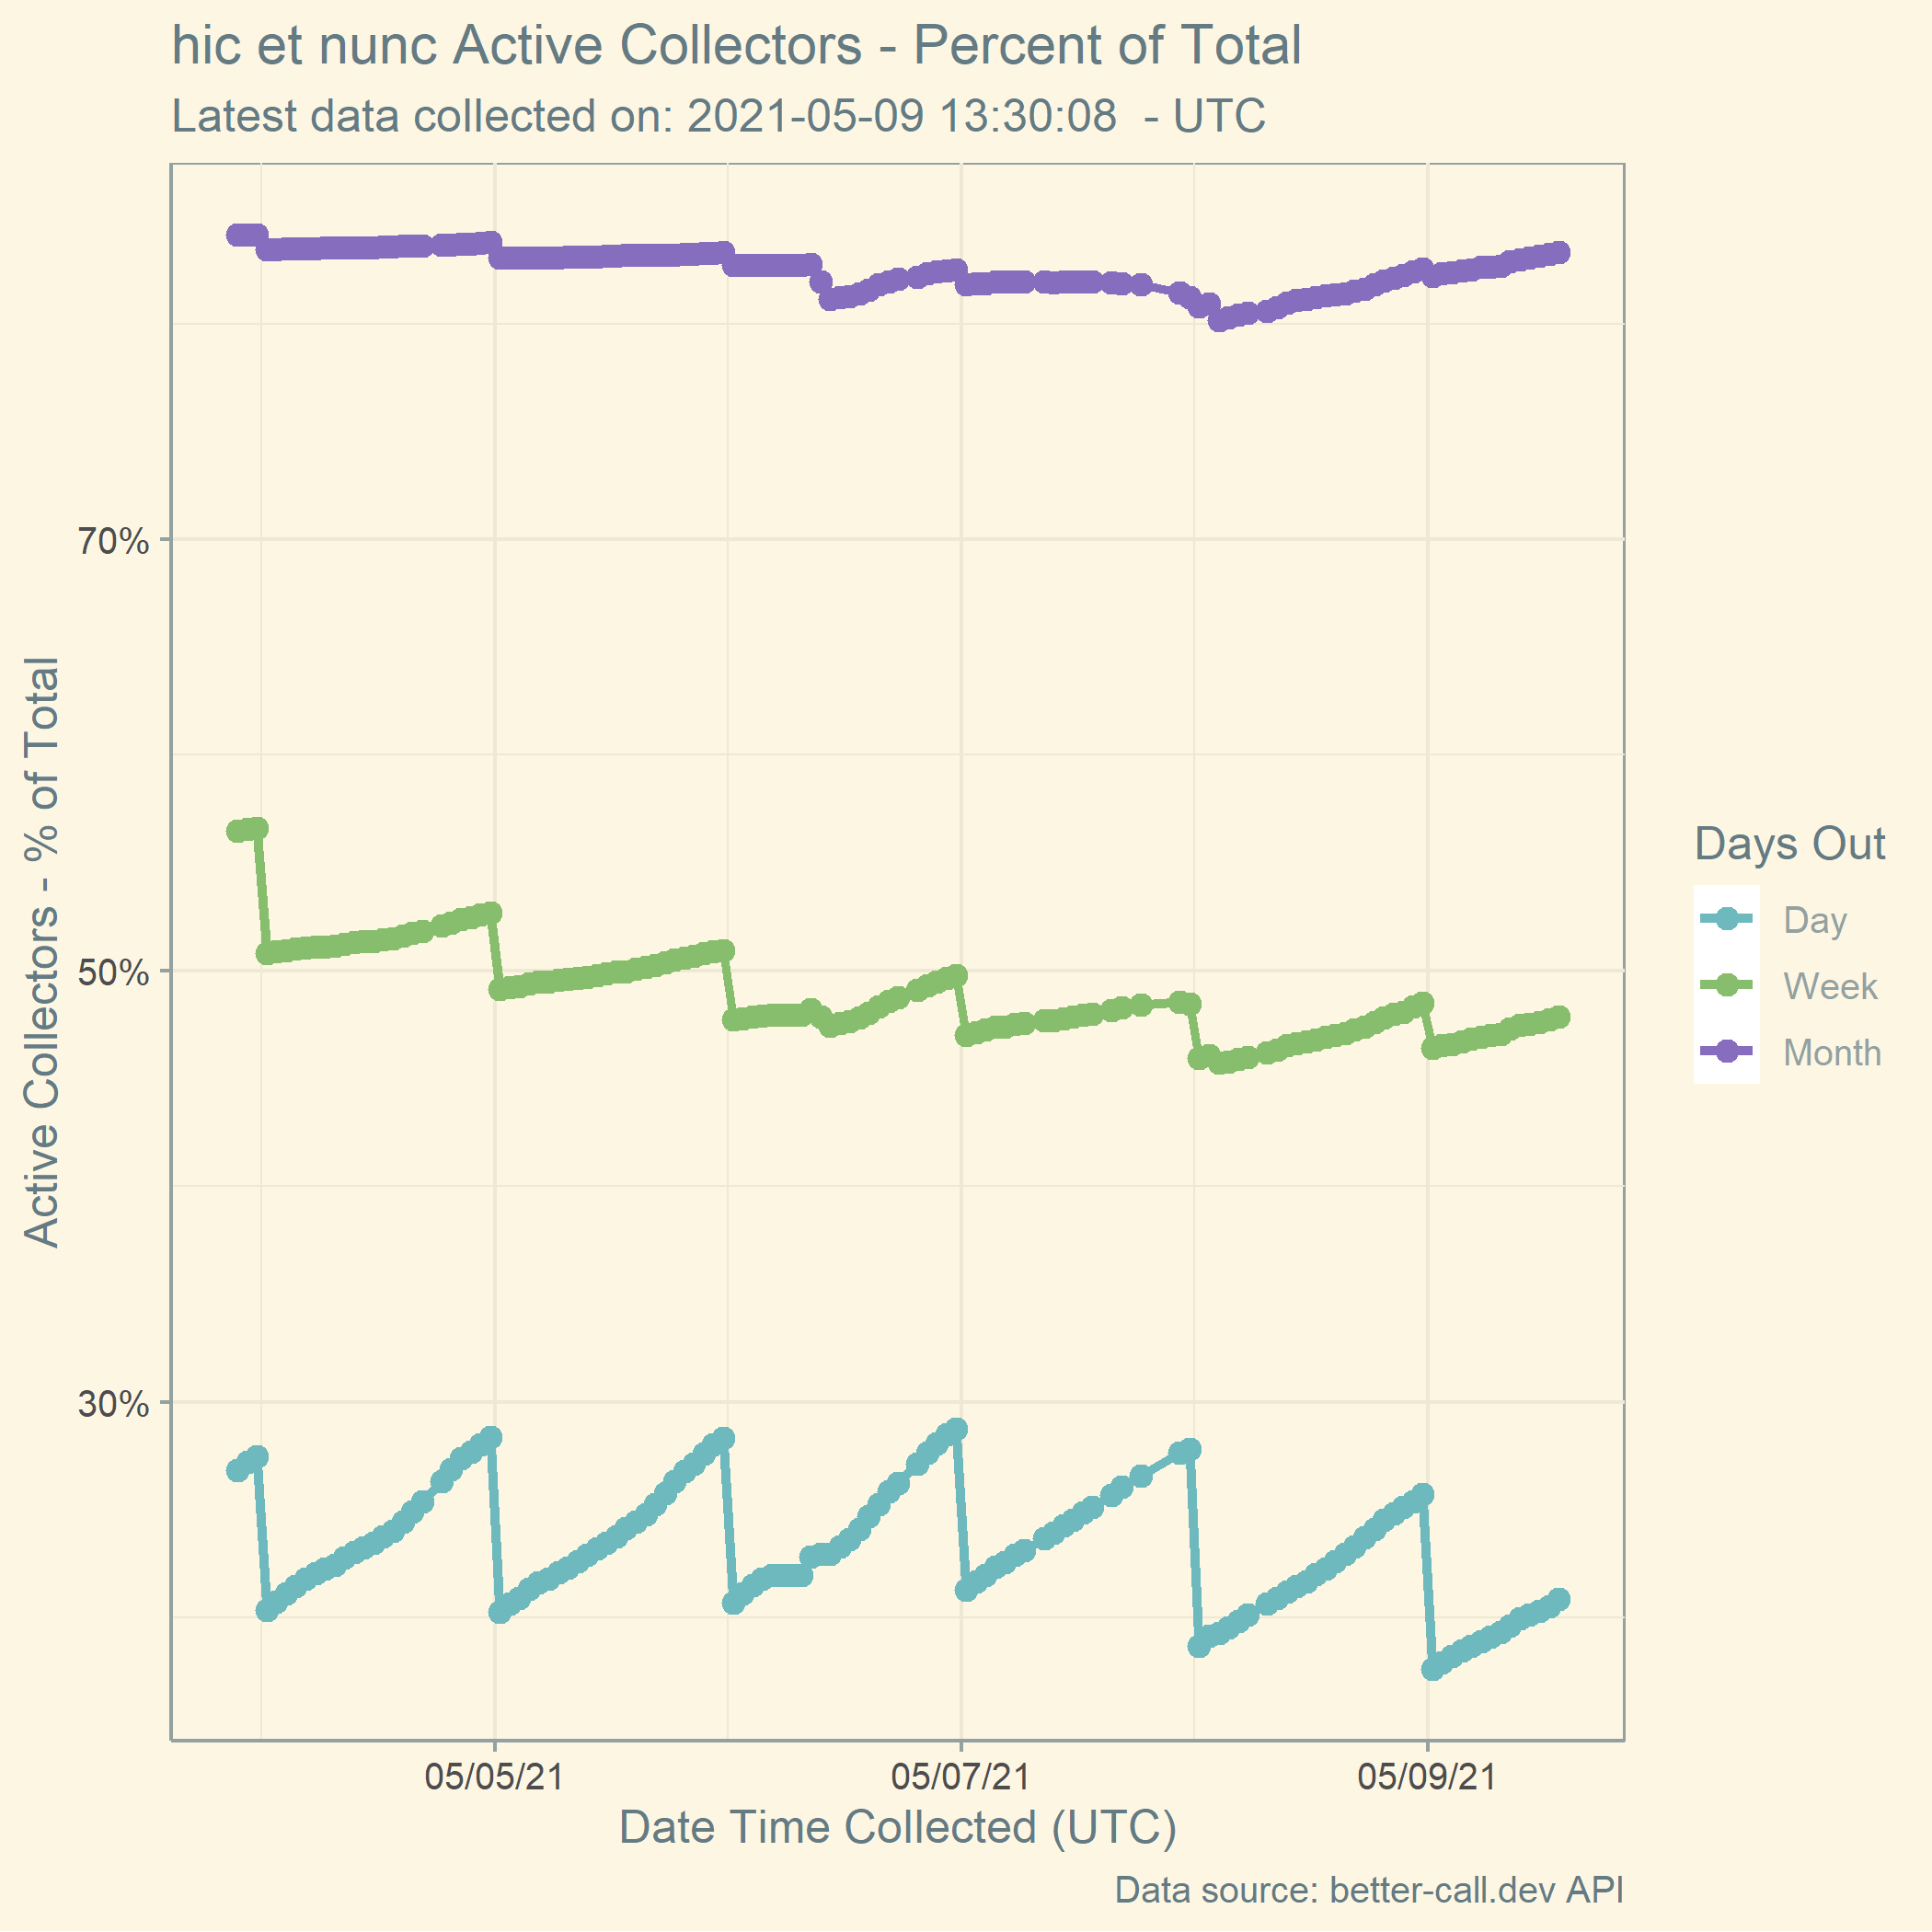 hic et nunc Active Collectors - Percent of Total
Latest data collected on: 2021-05-09 13:30:08  - UTC
Active Collectors - % of Total
70%
50%
30%
05/05/21
05/07/21
05/09/21
Date Time Collected (UTC)
Days Out
Day
Week
Month
Data source: better-call.dev API